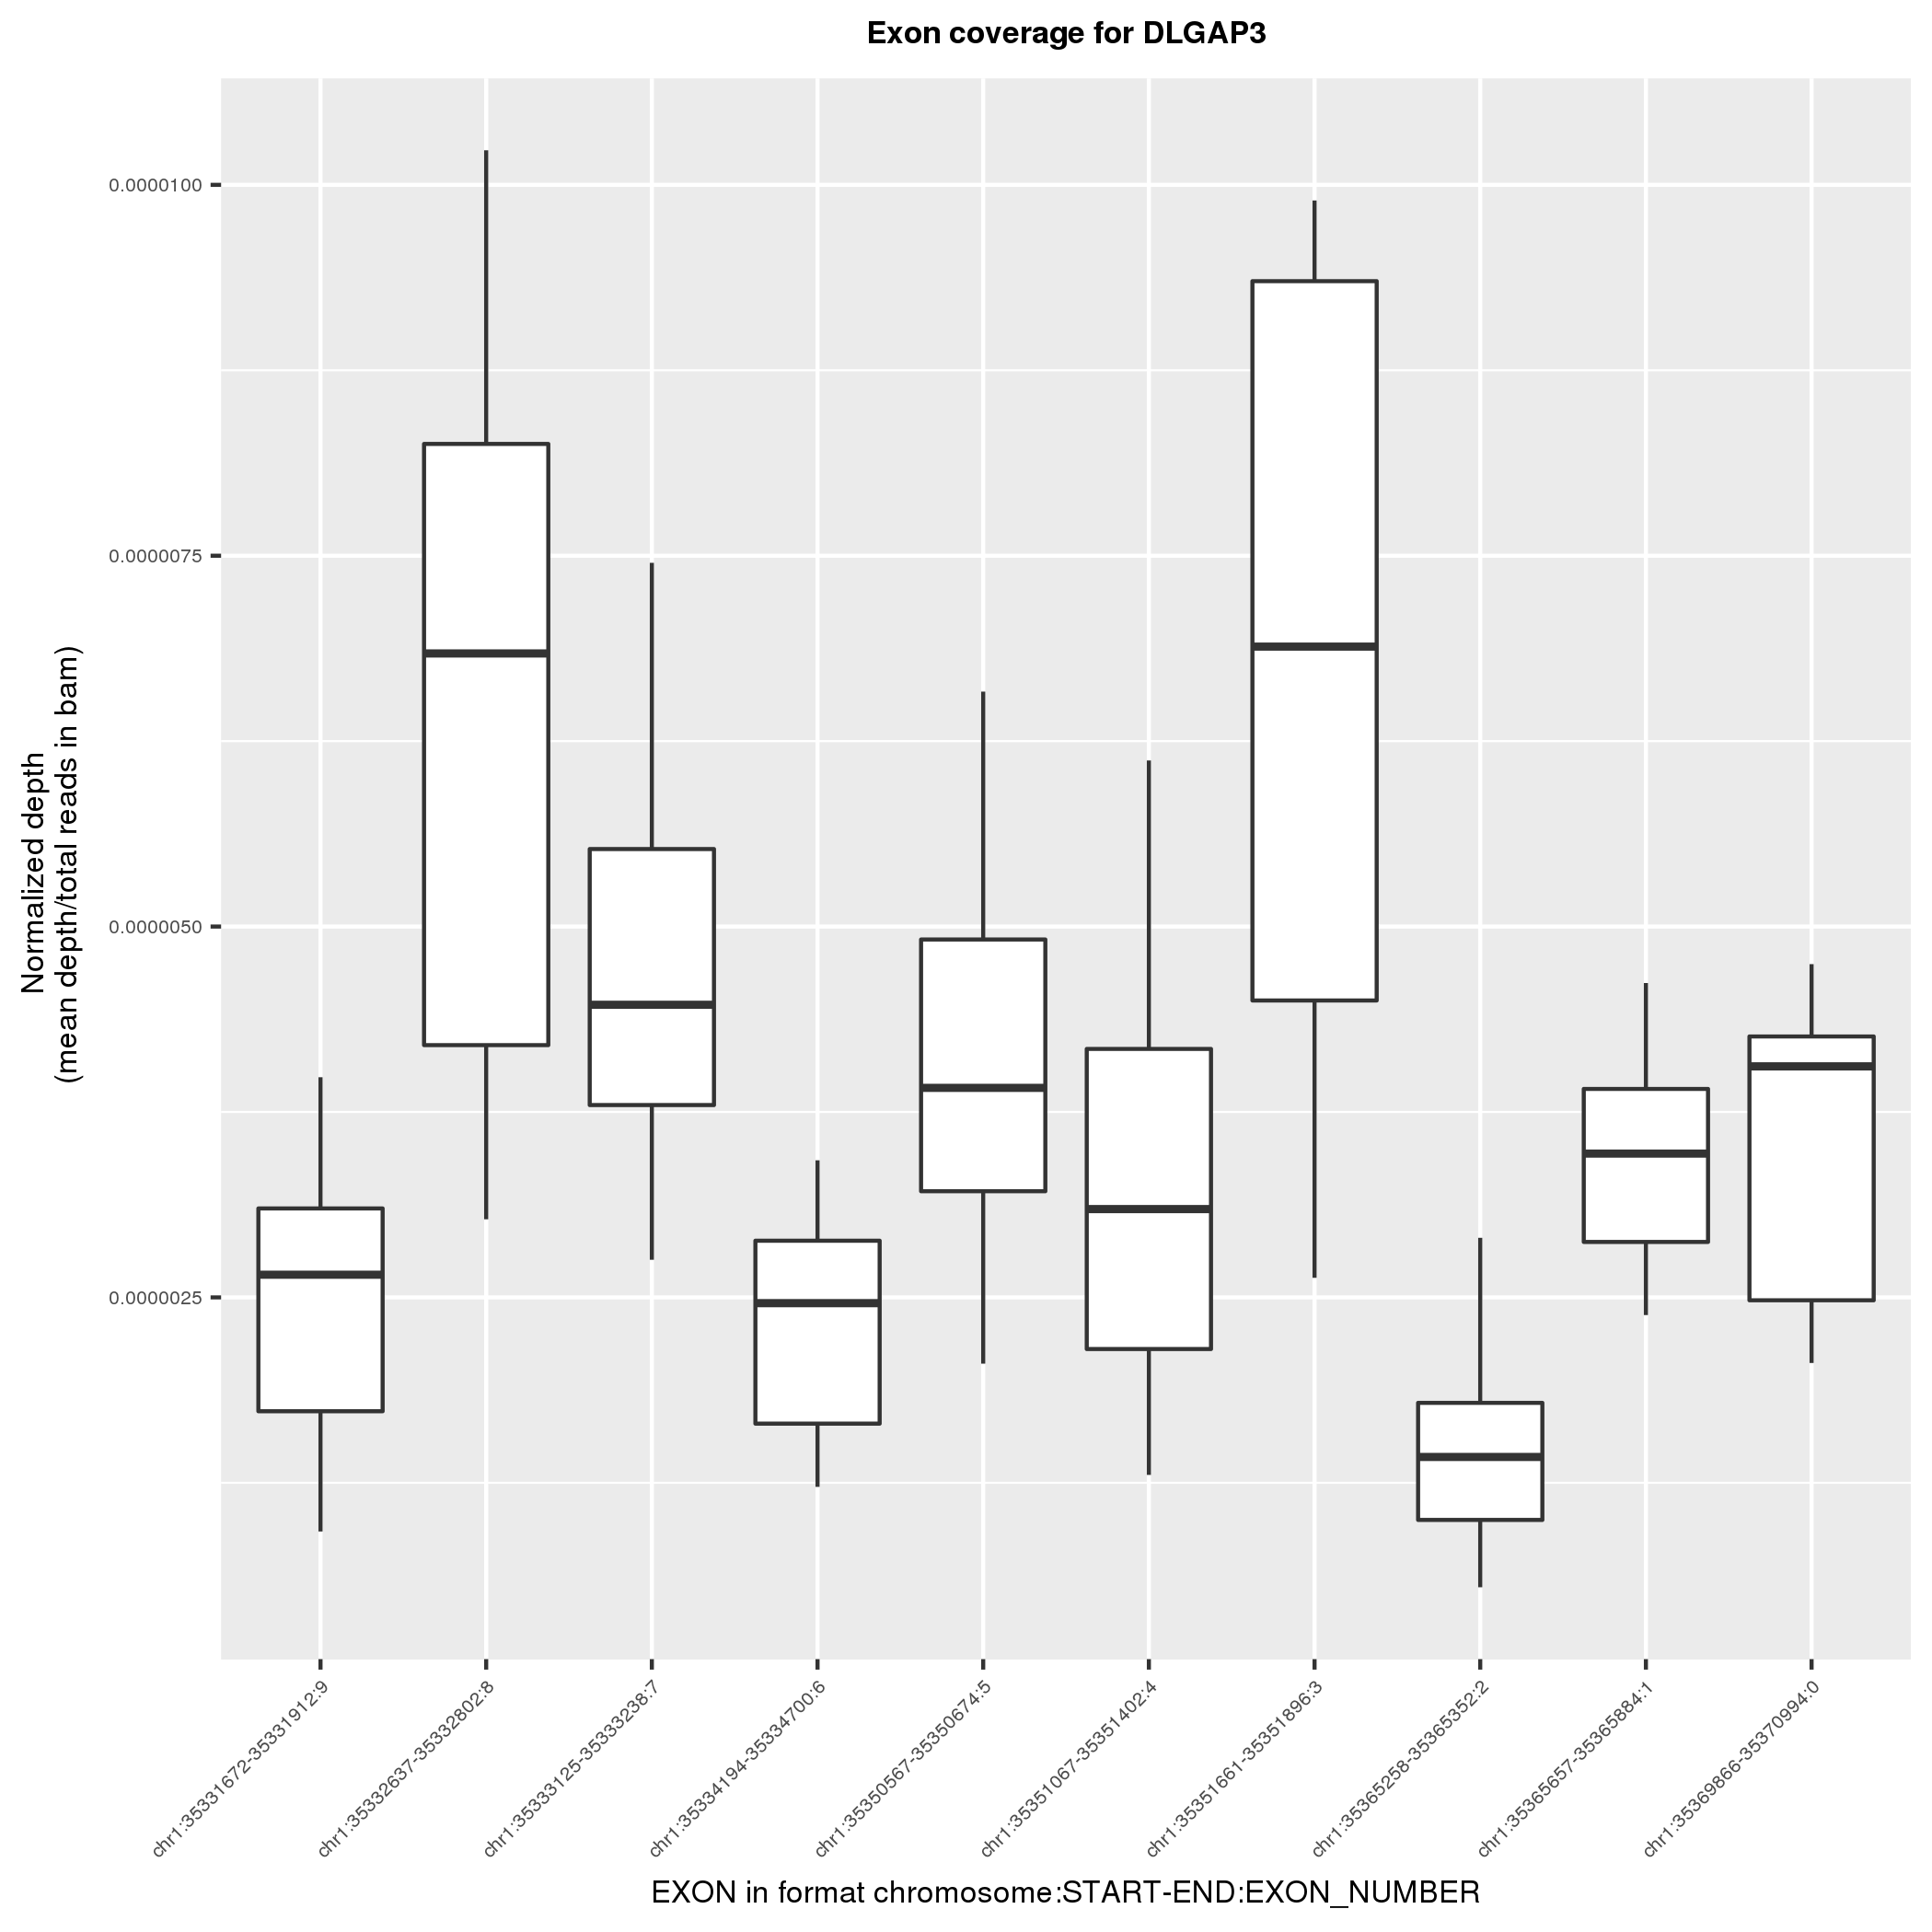 Exon coverage for DLGAP3
Normalized depth
(mean depth/total reads in bam)
0.0000100
0.0000075
0.0000050
0.0000025
chr1:35331672-35331912:9
chr1:35332637-35332802:8
chr1:35333125-35333238:7
chr1:35334194-35334700:6
chr1:35350567-35350674:5
chr1:35351067-35351402:4
chr1:35351661-35351896:3
chr1:35365258-35365352:2
chr1:35365657-35365884:1
chr1:35369866-35370994:0
EXON in format chromosome:START-END:EXON_NUMBER